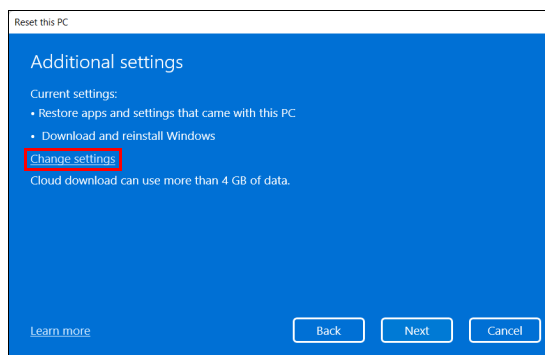 Reset this PC
Additional settings
Current settings:
• Restore apps and settings that came with this PC
• Download and reinstall Windows
Change settings
Cloud download can use more than 4 GB of data.
Learn more
Back
Next
Cancel